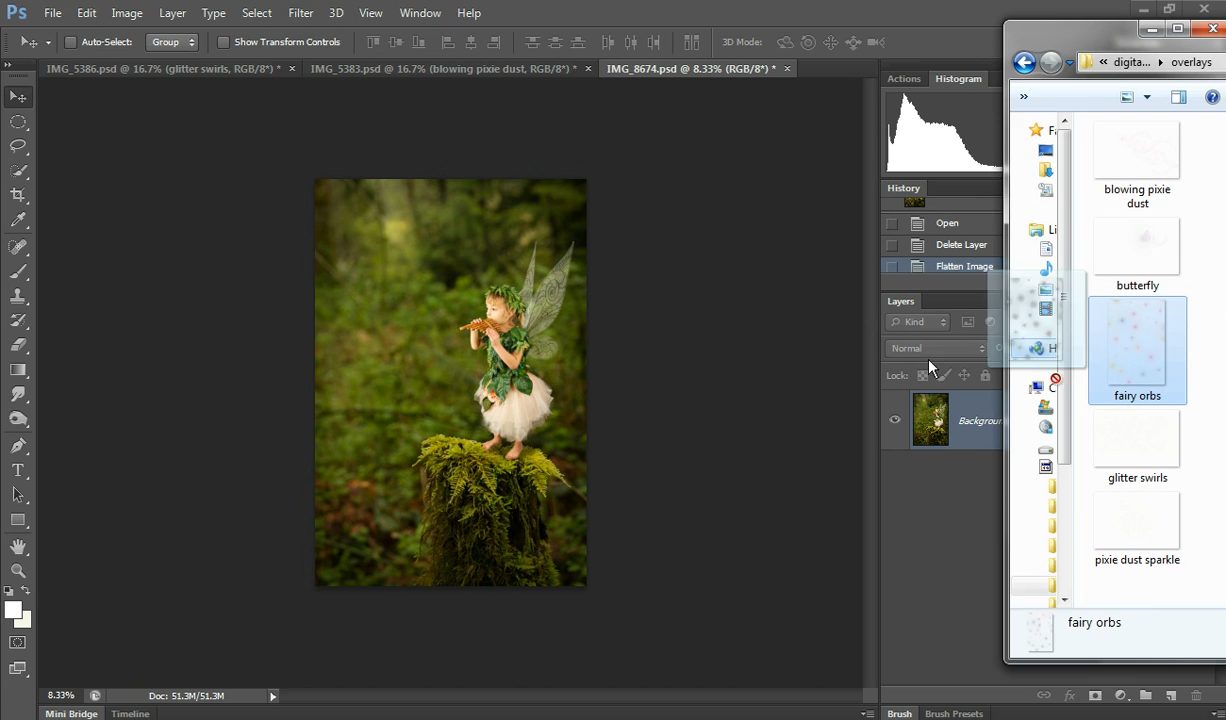 Ps File Edit Image Layer Type Select Filter 3D View Window Help
Auto-Select: Group Show Transform Controls 3D Mode:
IMG_5386.psd @ 16.7% (glitter swirls, RGB/8*) * × IMG_5383.psd @ 16.7% (blowing pixie dust, RGB/8*) * × IMG_8674.psd @ 8.33% (RGB/8*) * ×
Actions Histogram
History
Open
Delete Layer
Flatten Image
Layers
Kind
Normal
Lock:
Backgroun
8.33% Doc: 51.3M/51.3M
Mini Bridge Timeline
Brush Brush Presets
« digita... overlays
»
blowing pixie
dust
butterfly
fairy orbs
glitter swirls
pixie dust sparkle
fairy orbs